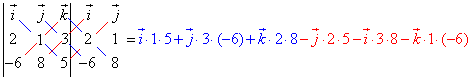 | i⃗ j⃗ k⃗ | i⃗ j⃗
| 2 1 3 | 2 1 = i⃗·1·5+ j⃗·3·(−6)+ k⃗·2·8− j⃗·2·5− i⃗·3·8− k⃗·1·(−6)
| −6 8 5 | −6 8